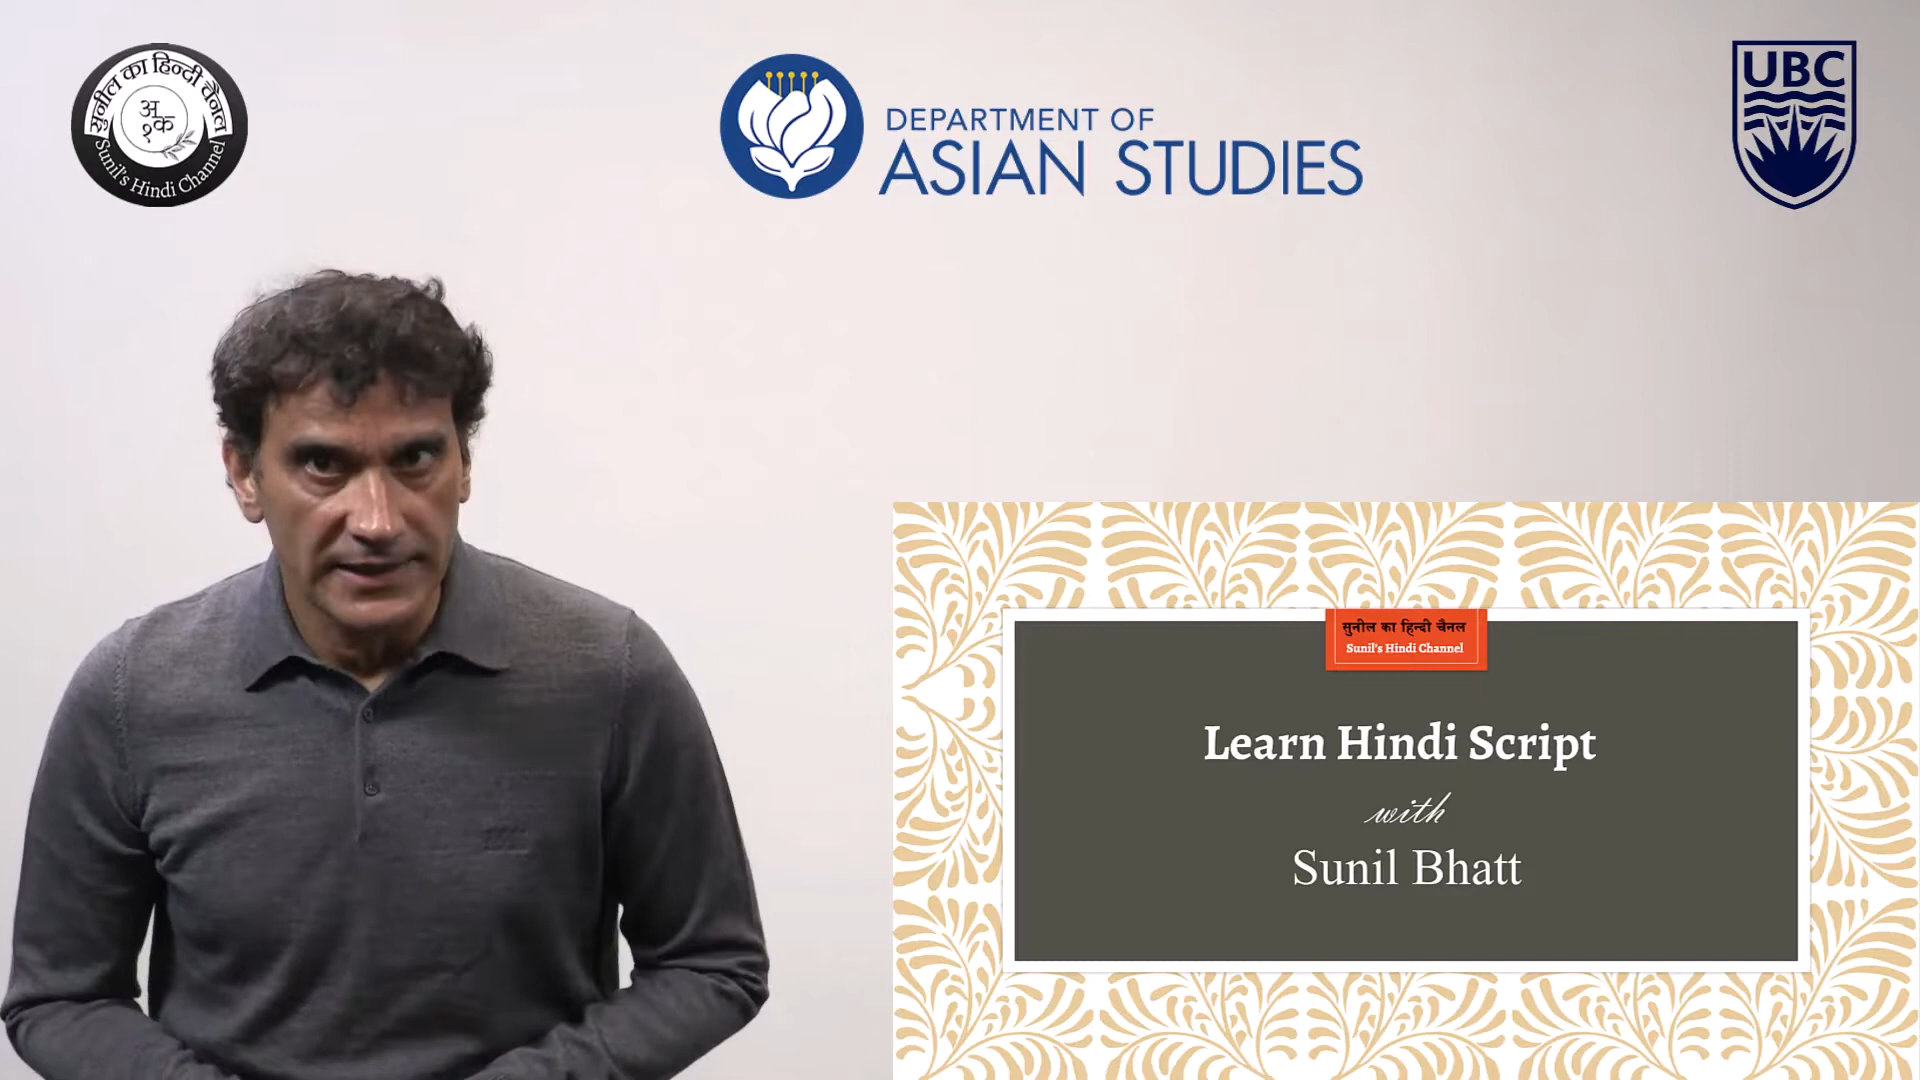 सुनील का हिन्दी चैनल
अ
क
१
Sunil's Hindi Channel
DEPARTMENT OF
ASIAN STUDIES
UBC
सुनील का हिन्दी चैनल
Sunil's Hindi Channel
Learn Hindi Script
with
Sunil Bhatt